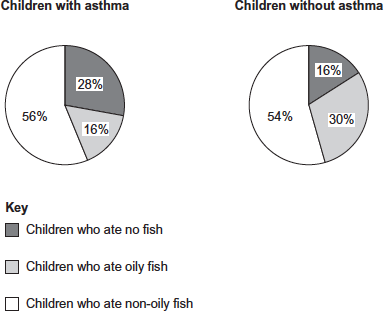 Children with asthma
Children without asthma
28%
16%
56%
16%
30%
54%
Key
Children who ate no fish
Children who ate oily fish
Children who ate non-oily fish